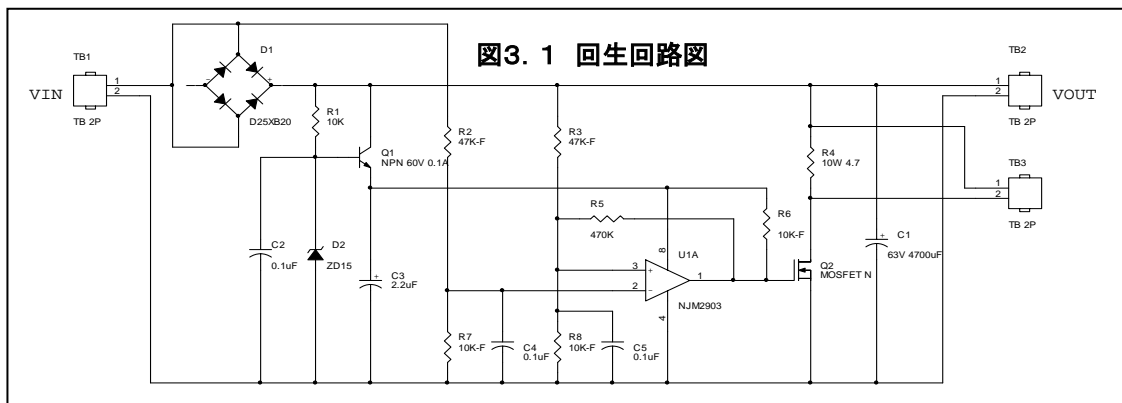 図3.1 回生回路図
TB1
VIN
1
2
TB 2P
D1
-
+
D25XB20
R1
10K
Q1
NPN 60V 0.1A
R2
47K-F
R3
47K-F
R5
470K
R6
10K-F
C2
0.1uF
D2
ZD15
+
C3
2.2uF
U1A
8
3
+
2
-
1
4
NJM2903
R7
10K-F
C4
0.1uF
R8
10K-F
C5
0.1uF
R4
10W 4.7
Q2
MOSFET N
+
C1
63V 4700uF
TB2
1
2
VOUT
TB 2P
TB3
1
2
TB 2P